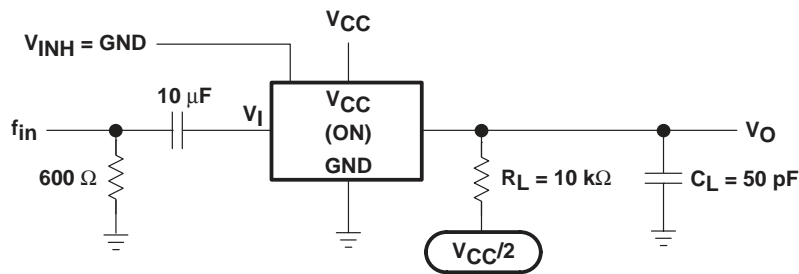 VCC
VINH = GND
10 μF
VI
VCC
(ON)
GND
fin
VO
600 Ω
RL = 10 kΩ
CL = 50 pF
VCC/2